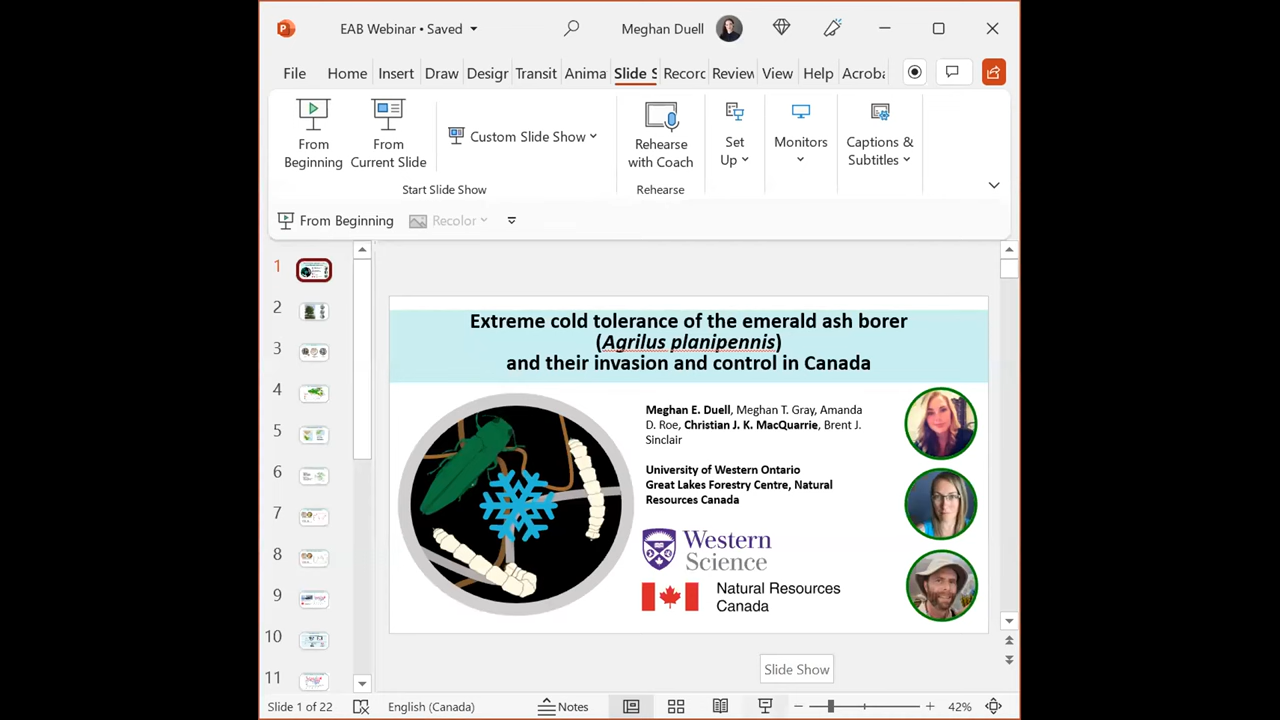 EAB Webinar • Saved
Meghan Duell
File
Home
Insert
Draw
Design
Transit
Anima
Slide S
Record
Review
View
Help
Acroba
From
Beginning
From
Current Slide
Custom Slide Show
Start Slide Show
Rehearse
with Coach
Rehearse
Set
Up
Monitors
Captions &
Subtitles
From Beginning
Recolor
1
2
3
4
5
6
7
8
9
10
11
Extreme cold tolerance of the emerald ash borer
(Agrilus planipennis)
and their invasion and control in Canada
Meghan E. Duell, Meghan T. Gray, Amanda
D. Roe, Christian J. K. MacQuarrie, Brent J.
Sinclair
University of Western Ontario
Great Lakes Forestry Centre, Natural
Resources Canada
Western
Science
Natural Resources
Canada
Slide Show
Slide 1 of 22
English (Canada)
Notes
42%